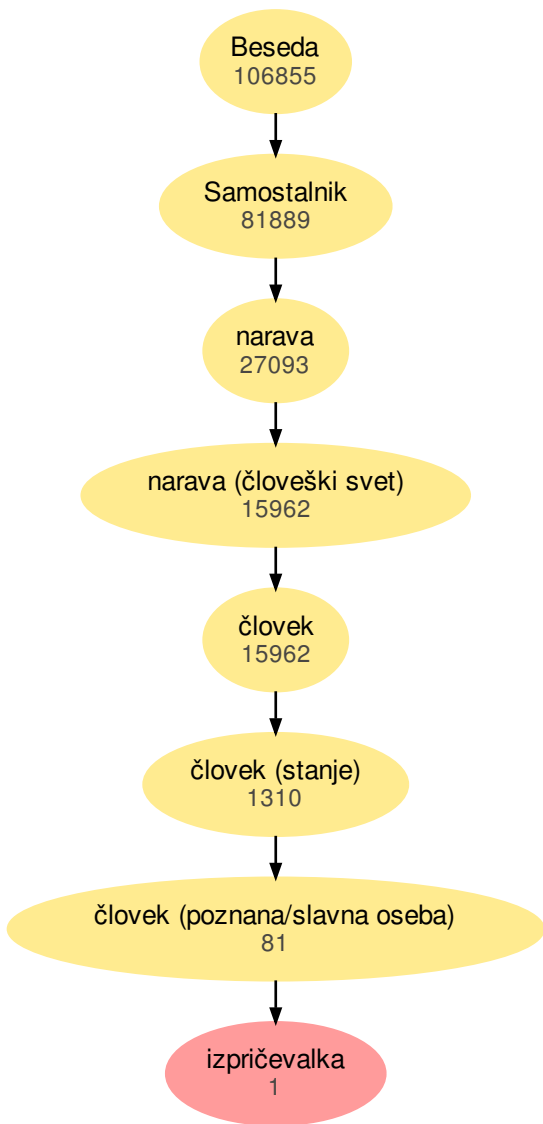 Beseda
106855
Samostalnik
81889
narava
27093
narava (človeški svet)
15962
človek
15962
človek (stanje)
1310
človek (poznana/slavna oseba)
81
izpričevalka
1